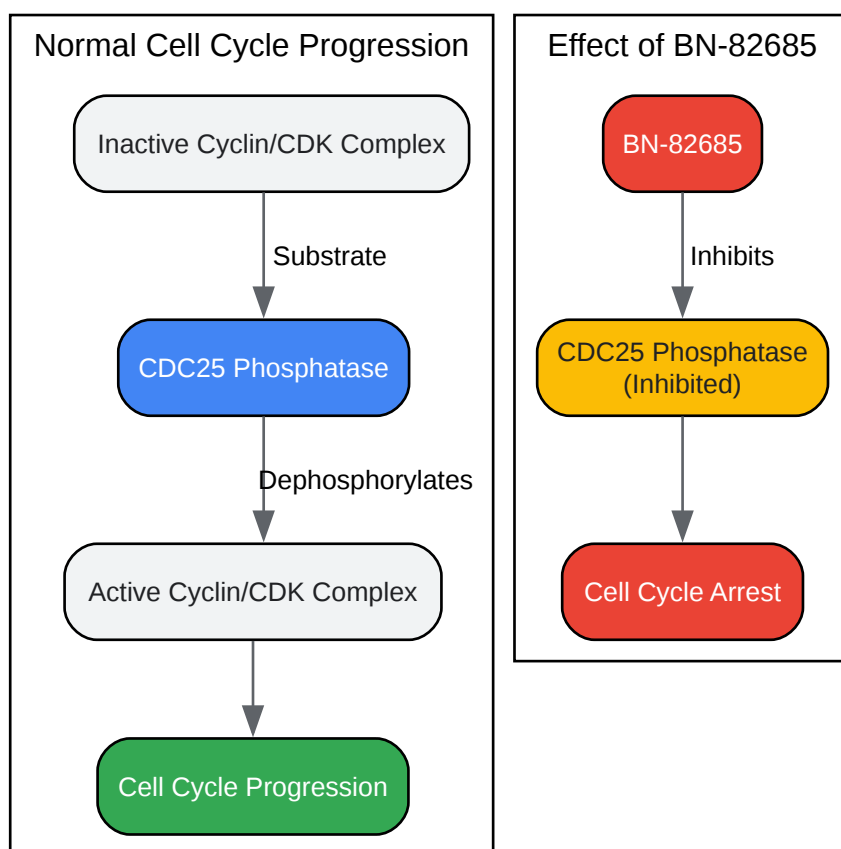 Normal Cell Cycle Progression
Inactive Cyclin/CDK Complex
Substrate
CDC25 Phosphatase
Dephosphorylates
Active Cyclin/CDK Complex
Cell Cycle Progression
Effect of BN-82685
BN-82685
Inhibits
CDC25 Phosphatase
(Inhibited)
Cell Cycle Arrest